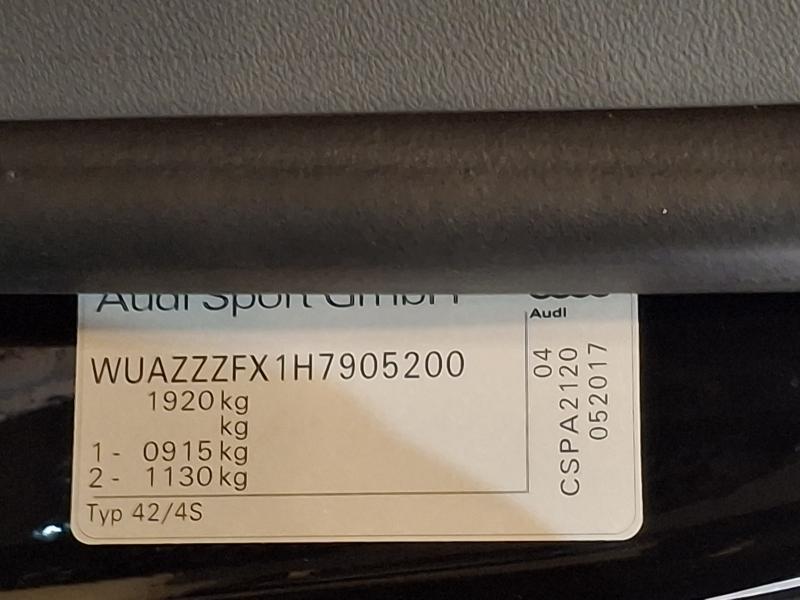 Audi Sport GmbH
Audi
WUAZZZFX1H7905200
1920 kg
kg
1 - 0915 kg
2 - 1130 kg
Typ 42/4S
04
CSPA2120
052017